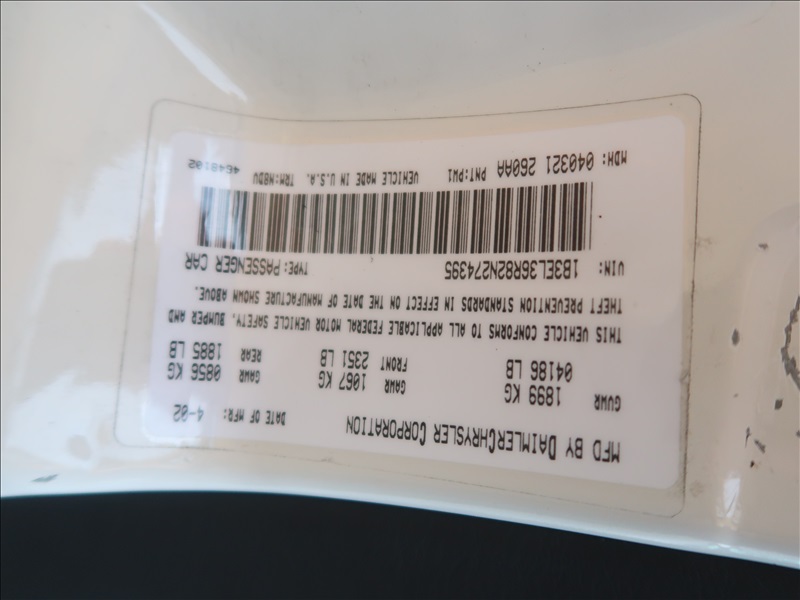 MFD BY DAIMLERCHRYSLER CORPORATION DATE OF MFR: 4-02
GVWR GAWR GAWR
1899 KG 1067 KG 0856 KG
04186 LB FRONT 2351 LB REAR 1885 LB
THIS VEHICLE CONFORMS TO ALL APPLICABLE FEDERAL MOTOR VEHICLE SAFETY, BUMPER AND
THEFT PREVENTION STANDARDS IN EFFECT ON THE DATE OF MANUFACTURE SHOWN ABOVE.
VIN: 1B3EL36R82N274395 TYPE: PASSENGER CAR
MDH: 040321 260AA PNT:PW1 VEHICLE MADE IN U.S.A. TRM:N8DV 4648102